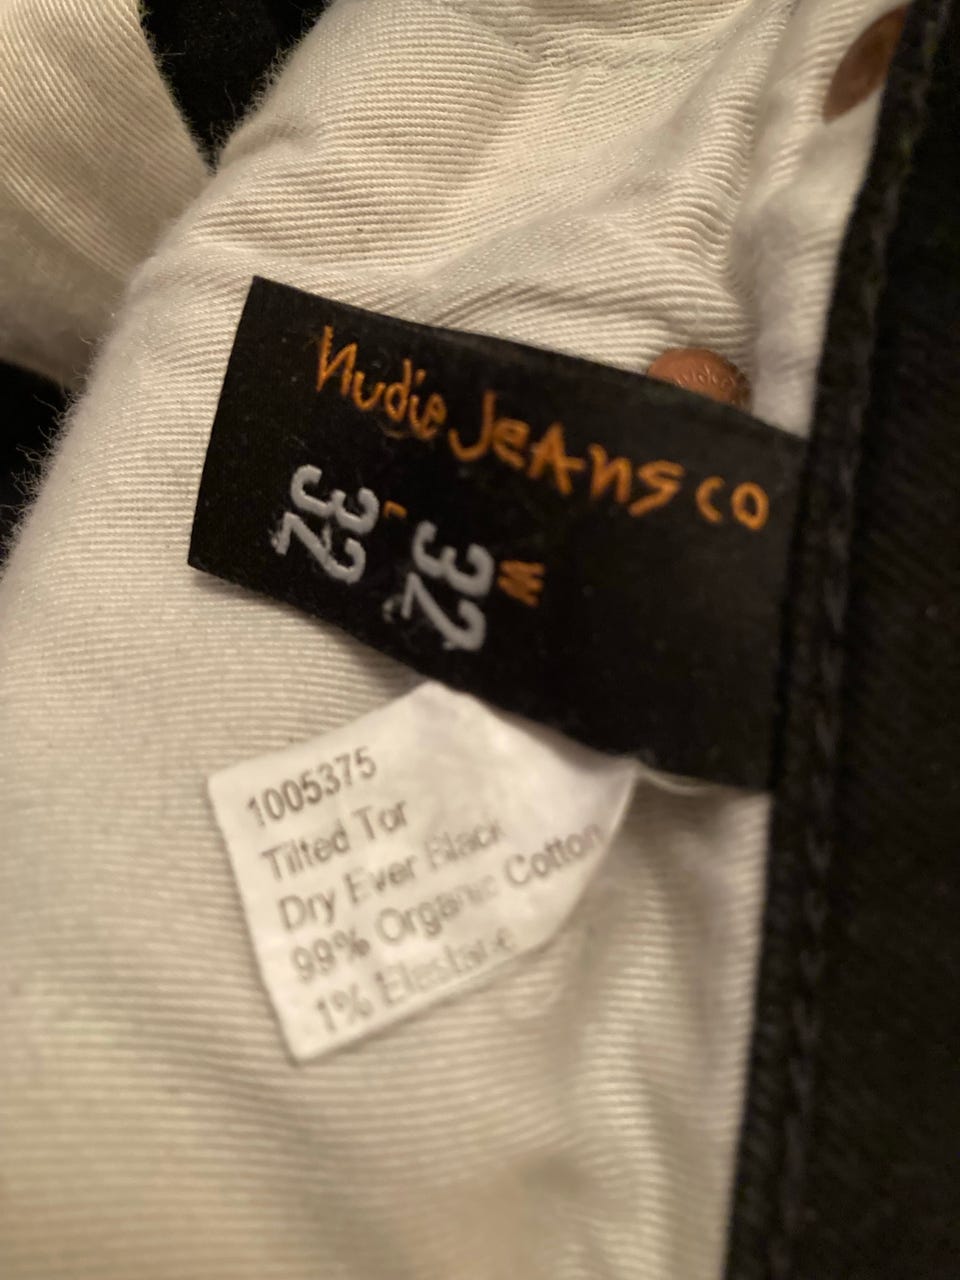 Nudie Jeans co
W
32
L
32
1005375
Tilted Tor
Dry Ever Black
99% Organic Cotton
1% Elastane